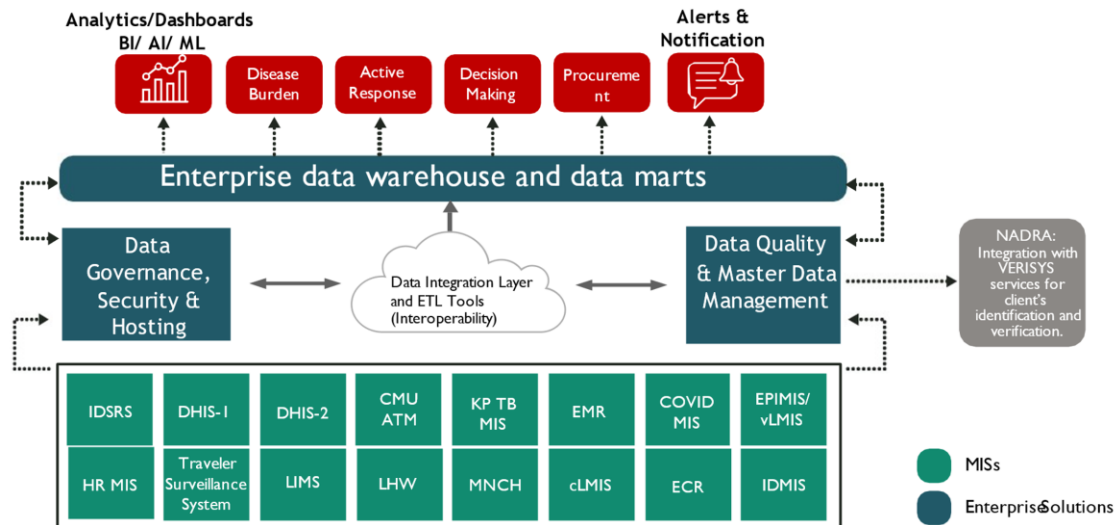 Analytics/Dashboards
BI/ AI/ ML
Alerts &
Notification
Disease
Burden
Active
Response
Decision
Making
Procureme
nt
Enterprise data warehouse and data marts
Data
Governance,
Security &
Hosting
Data Integration Layer
and ETL Tools
(Interoperability)
Data Quality
& Master Data
Management
NADRA:
Integration with
VERISYS
services for
client's
identification and
verification.
IDSRS
DHIS-1
DHIS-2
CMU
ATM
KP TB
MIS
EMR
COVID
MIS
EPIMIS/
vLMIS
HR MIS
Traveler
Surveillance
System
LIMS
LHW
MNCH
cLMIS
ECR
IDMIS
MISs
Enterprise Solutions